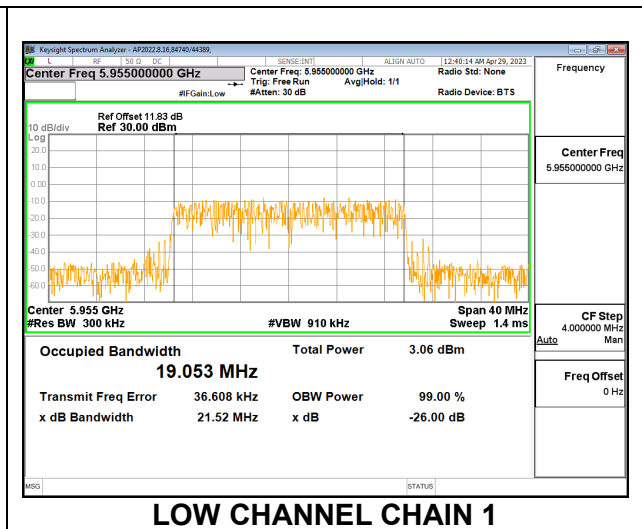 Keysight Spectrum Analyzer - AP2022.8.16,84740/44389,
L RF 50 Ω DC SENSE:INT ALIGN AUTO 12:40:14 AM Apr 29, 2023
Center Freq 5.955000000 GHz Center Freq: 5.955000000 GHz Radio Std: None Frequency
Trig: Free Run Avg|Hold: 1/1
#IFGain:Low #Atten: 30 dB Radio Device: BTS
Ref Offset 11.83 dB
10 dB/div Ref 30.00 dBm
Log
20.0
10.0
0.00
-10.0
-20.0
-30.0
-40.0
-50.0
-60.0
Center Freq
5.955000000 GHz
Center 5.955 GHz Span 40 MHz
#Res BW 300 kHz #VBW 910 kHz Sweep 1.4 ms
CF Step
4.000000 MHz
Auto Man
Occupied Bandwidth Total Power 3.06 dBm
19.053 MHz
Freq Offset
0 Hz
Transmit Freq Error 36.608 kHz OBW Power 99.00 %
x dB Bandwidth 21.52 MHz x dB -26.00 dB
MSG STATUS
LOW CHANNEL CHAIN 1